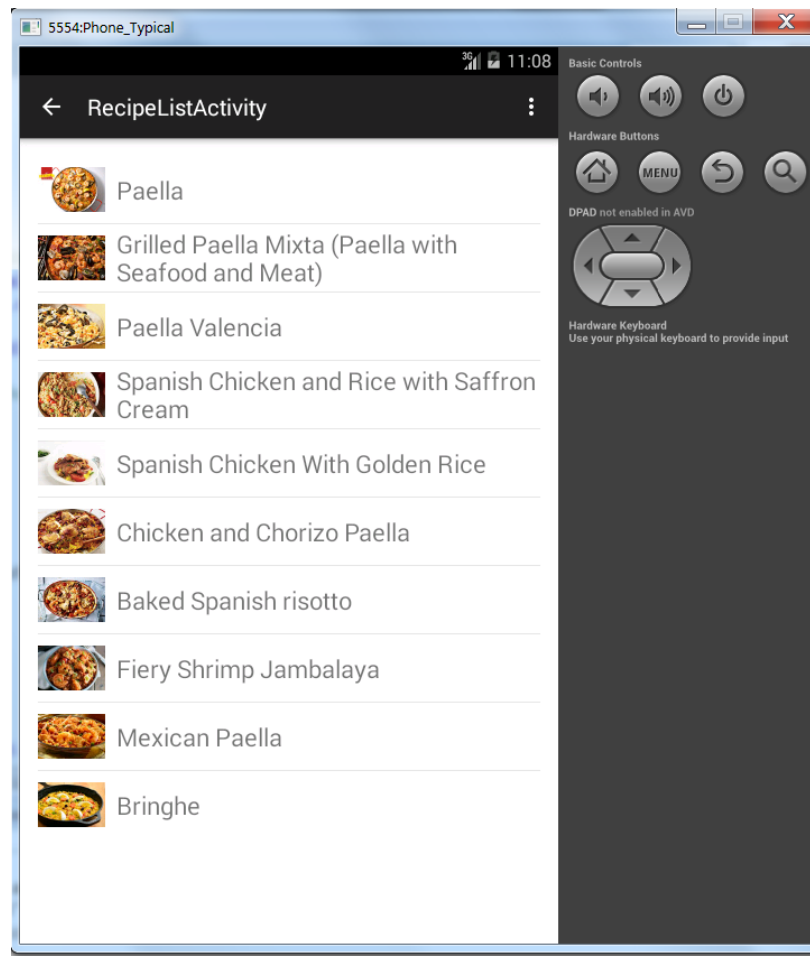 5554:Phone_Typical
3G 11:08
RecipeListActivity
Paella
Grilled Paella Mixta (Paella with
Seafood and Meat)
Paella Valencia
Spanish Chicken and Rice with Saffron
Cream
Spanish Chicken With Golden Rice
Chicken and Chorizo Paella
Baked Spanish risotto
Fiery Shrimp Jambalaya
Mexican Paella
Bringhe
Basic Controls
Hardware Buttons
MENU
DPAD not enabled in AVD
Hardware Keyboard
Use your physical keyboard to provide input